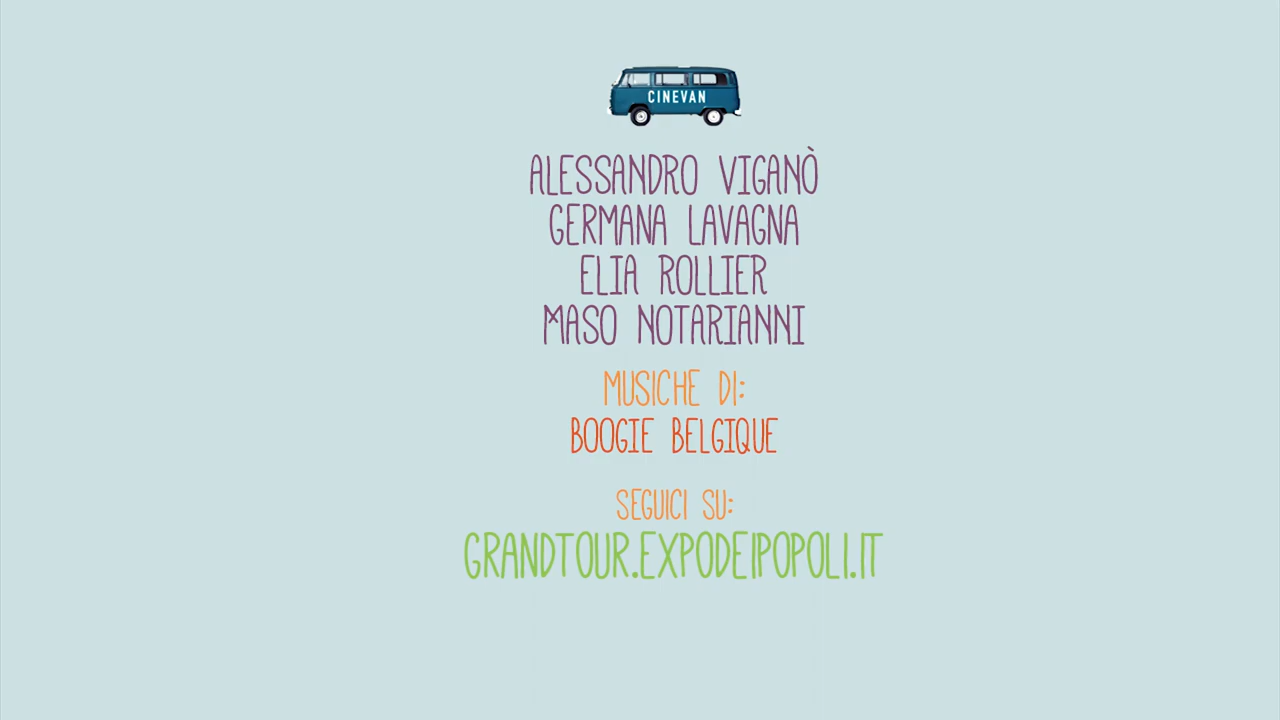 CINEVAN
ALESSANDRO VIGANÒ
GERMANA LAVAGNA
ELIA ROLLIER
MASO NOTARIANNI
MUSICHE DI:
BOOGIE BELGIQUE
SEGUICI SU:
GRANDTOUR.EXPODEIPOPOLI.IT